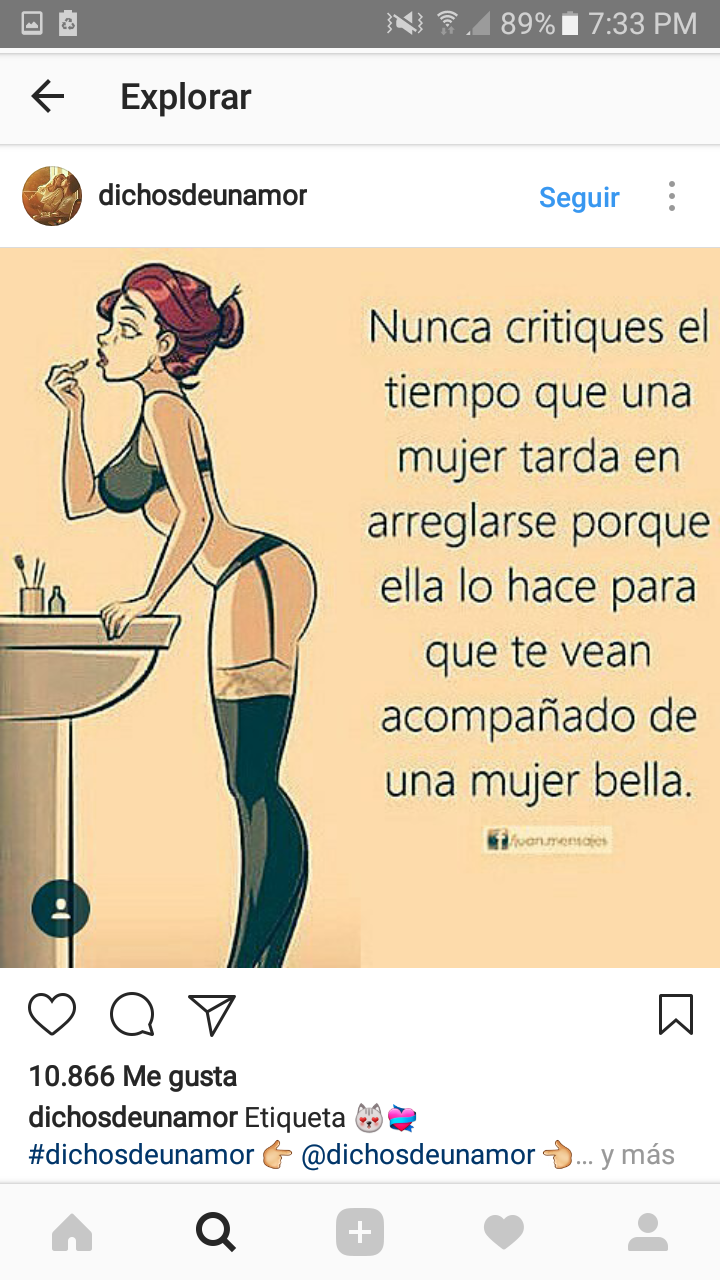 89% 7:33 PM
Explorar
dichosdeunamor Seguir
Nunca critiques el
tiempo que una
mujer tarda en
arreglarse porque
ella lo hace para
que te vean
acompañado de
una mujer bella.
f/juan.mensajes
10.866 Me gusta
dichosdeunamor Etiqueta 😻💝
#dichosdeunamor 👉 @dichosdeunamor 👈... y más